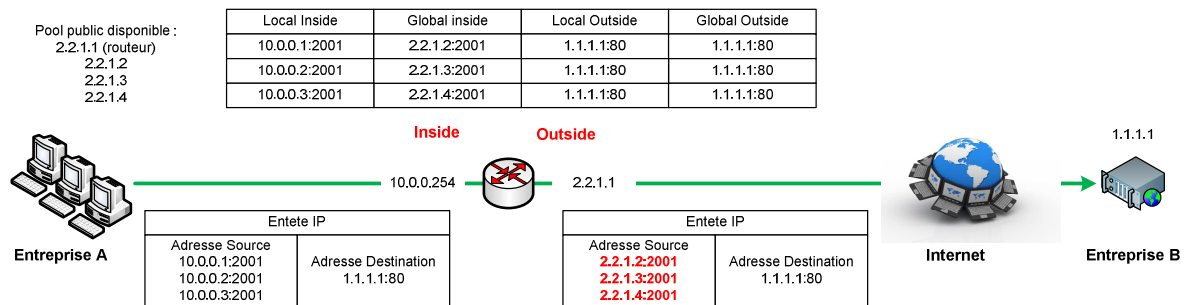 Pool public disponible :
2.2.1.1 (routeur)
2.2.1.2
2.2.1.3
2.2.1.4
Local Inside Global inside Local Outside Global Outside
10.0.0.1:2001 2.2.1.2:2001 1.1.1.1:80 1.1.1.1:80
10.0.0.2:2001 2.2.1.3:2001 1.1.1.1:80 1.1.1.1:80
10.0.0.3:2001 2.2.1.4:2001 1.1.1.1:80 1.1.1.1:80
Inside Outside
1.1.1.1
10.0.0.254 2.2.1.1
Entreprise A
Entete IP
Adresse Source
10.0.0.1:2001
10.0.0.2:2001
10.0.0.3:2001
Adresse Destination
1.1.1.1:80
Entete IP
Adresse Source
2.2.1.2:2001
2.2.1.3:2001
2.2.1.4:2001
Adresse Destination
1.1.1.1:80
Internet
Entreprise B